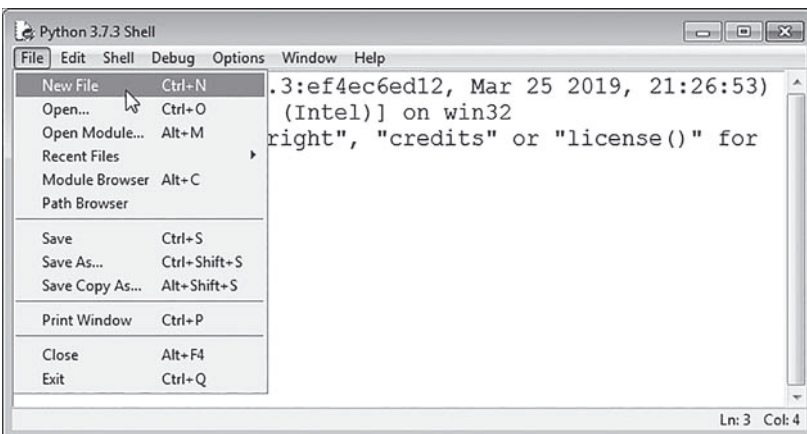 Python 3.7.3 Shell
File Edit Shell Debug Options Window Help
New File Ctrl+N
Open... Ctrl+O
Open Module... Alt+M
Recent Files
Module Browser Alt+C
Path Browser
Save Ctrl+S
Save As... Ctrl+Shift+S
Save Copy As... Alt+Shift+S
Print Window Ctrl+P
Close Alt+F4
Exit Ctrl+Q
.3:ef4ec6ed12, Mar 25 2019, 21:26:53)
(Intel)] on win32
right", "credits" or "license()" for
Ln: 3 Col: 4